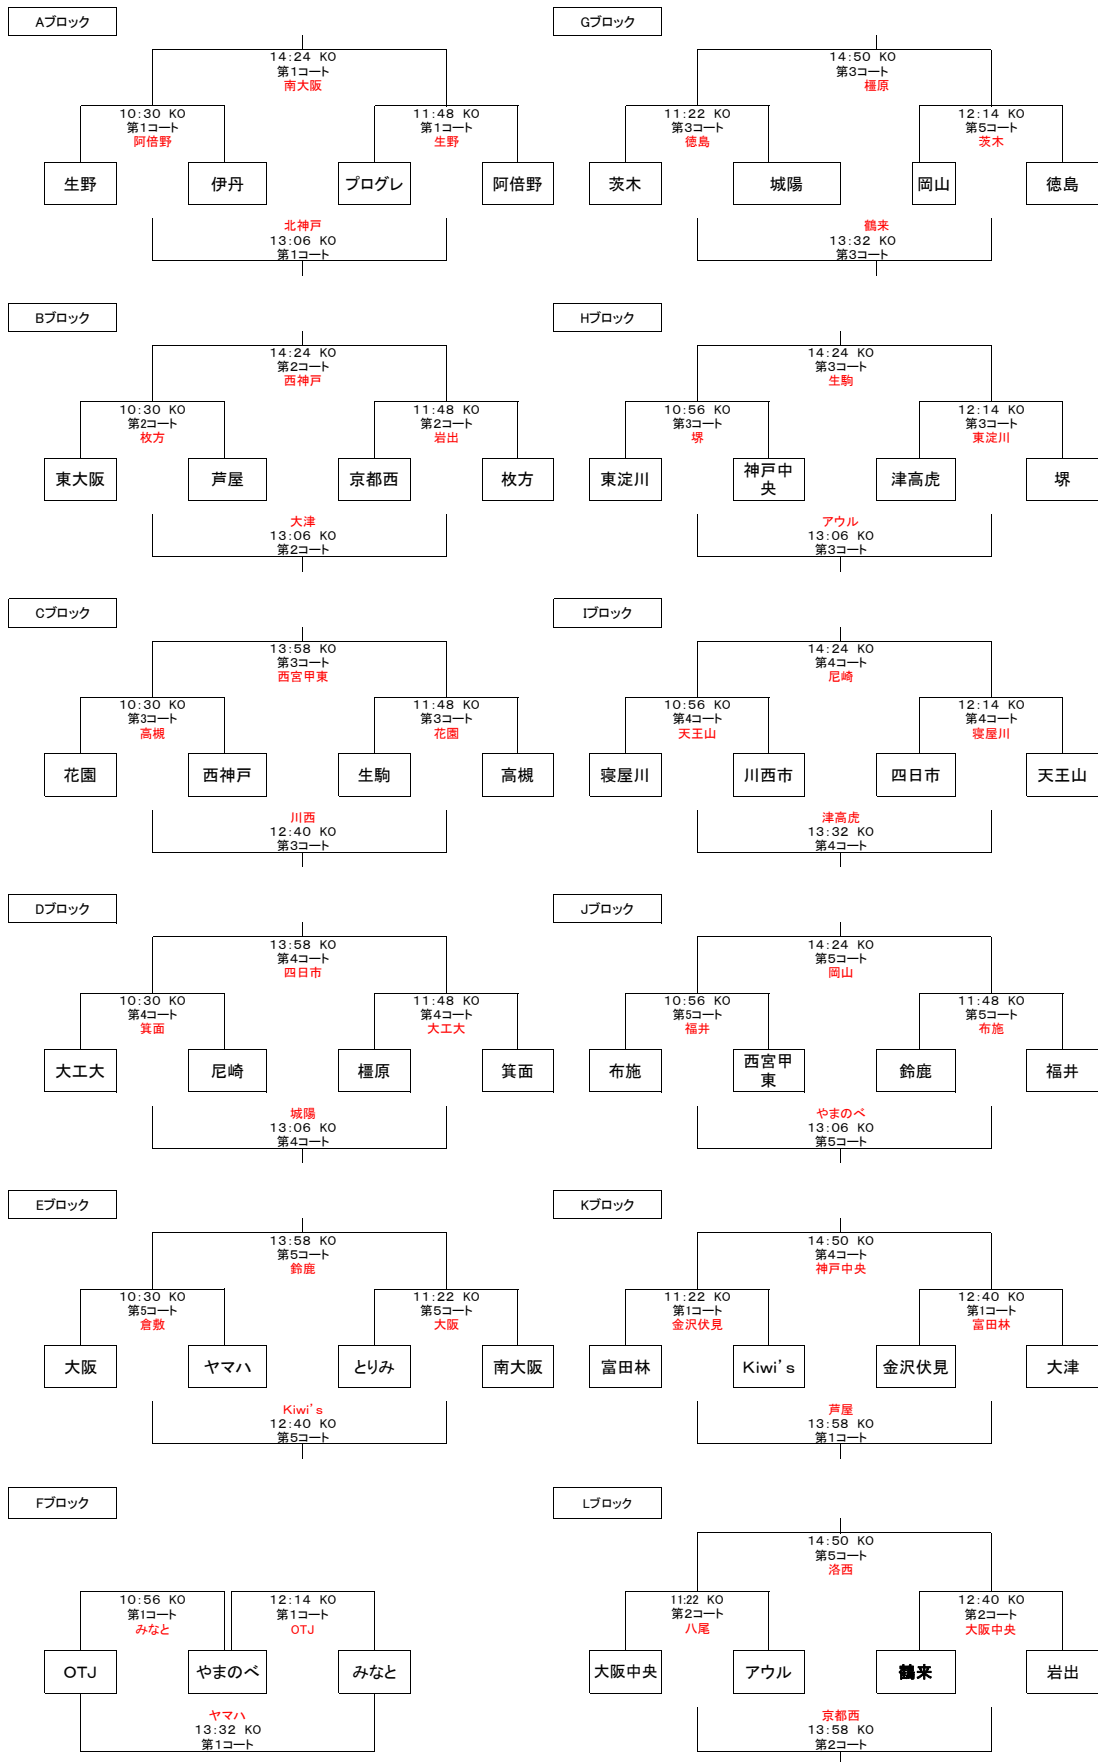 Aブロック
14:24 KO
第1コート
南大阪
10:30 KO
第1コート
阿倍野
11:48 KO
第1コート
生野
生野
伊丹
プログレ
阿倍野
北神戸
13:06 KO
第1コート
Gブロック
14:50 KO
第3コート
橿原
11:22 KO
第3コート
徳島
12:14 KO
第5コート
茨木
茨木
城陽
岡山
徳島
鶴来
13:32 KO
第3コート
Bブロック
14:24 KO
第2コート
西神戸
10:30 KO
第2コート
枚方
11:48 KO
第2コート
岩出
東大阪
芦屋
京都西
枚方
大津
13:06 KO
第2コート
Hブロック
14:24 KO
第3コート
生駒
10:56 KO
第3コート
堺
12:14 KO
第3コート
東淀川
東淀川
神戸中
央
津高虎
堺
アウル
13:06 KO
第3コート
Cブロック
13:58 KO
第3コート
西宮甲東
10:30 KO
第3コート
高槻
11:48 KO
第3コート
花園
花園
西神戸
生駒
高槻
川西
12:40 KO
第3コート
Iブロック
14:24 KO
第4コート
尼崎
10:56 KO
第4コート
天王山
12:14 KO
第4コート
寝屋川
寝屋川
川西市
四日市
天王山
津高虎
13:32 KO
第4コート
Dブロック
13:58 KO
第4コート
四日市
10:30 KO
第4コート
箕面
11:48 KO
第4コート
大工大
大工大
尼崎
橿原
箕面
城陽
13:06 KO
第4コート
Jブロック
14:24 KO
第5コート
岡山
10:56 KO
第5コート
福井
11:48 KO
第5コート
布施
布施
西宮甲
東
鈴鹿
福井
やまのべ
13:06 KO
第5コート
Eブロック
13:58 KO
第5コート
鈴鹿
10:30 KO
第5コート
倉敷
11:22 KO
第5コート
大阪
大阪
ヤマハ
とりみ
南大阪
Kiwi's
12:40 KO
第5コート
Kブロック
14:50 KO
第4コート
神戸中央
11:22 KO
第1コート
金沢伏見
12:40 KO
第1コート
富田林
富田林
Kiwi's
金沢伏見
大津
芦屋
13:58 KO
第1コート
Fブロック
10:56 KO
第1コート
みなと
12:14 KO
第1コート
OTJ
OTJ
やまのべ
みなと
ヤマハ
13:32 KO
第1コート
Lブロック
14:50 KO
第5コート
洛西
11:22 KO
第2コート
八尾
12:40 KO
第2コート
大阪中央
大阪中央
アウル
鶴来
岩出
京都西
13:58 KO
第2コート